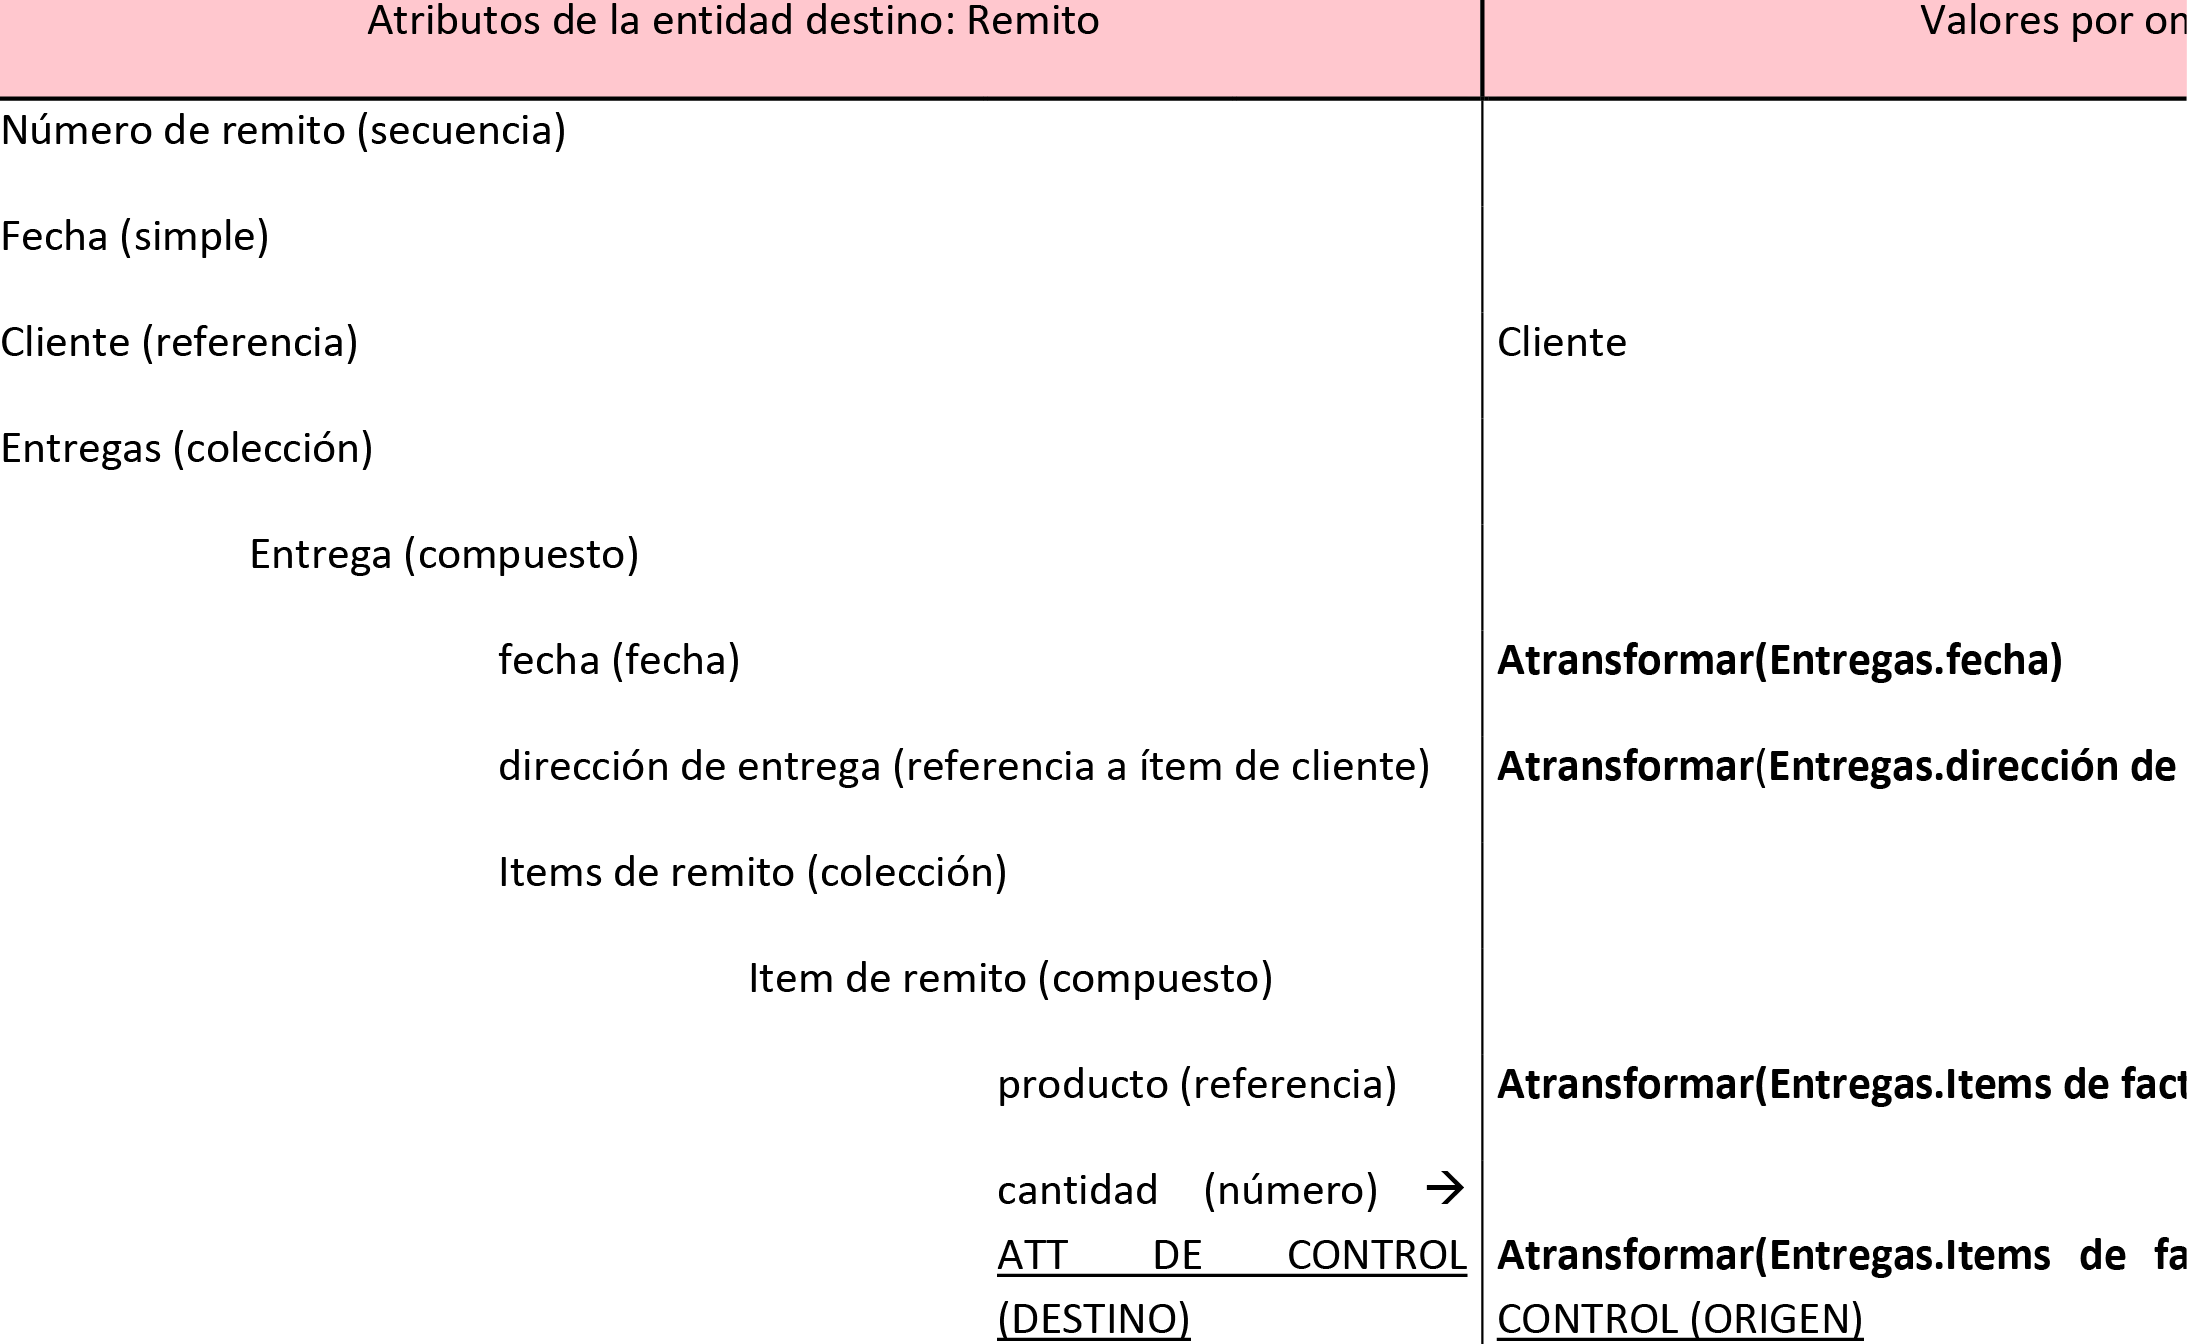 Atributos de la entidad destino: Remito
Valores por
Número de remito (secuencia)
Fecha (simple)
Cliente (referencia)
Cliente
Entregas (colección)
Entrega (compuesto)
fecha (fecha)
Atransformar(Entregas.fecha)
dirección de entrega (referencia a ítem de cliente)
Atransformar(Entregas.dirección de
Items de remito (colección)
Item de remito (compuesto)
producto (referencia)
Atransformar(Entregas.Items de
cantidad (número) →
ATT DE CONTROL
Atransformar(Entregas.Items de
(DESTINO)
CONTROL (ORIGEN)